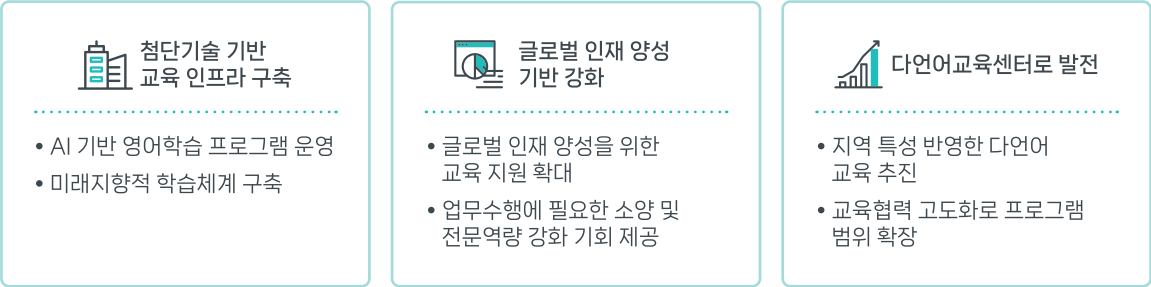 첨단기술 기반
교육 인프라 구축
• AI 기반 영어학습 프로그램 운영
• 미래지향적 학습체계 구축
글로벌 인재 양성
기반 강화
• 글로벌 인재 양성을 위한
교육 지원 확대
• 업무수행에 필요한 소양 및
전문역량 강화 기회 제공
다언어교육센터로 발전
• 지역 특성 반영한 다언어
교육 추진
• 교육협력 고도화로 프로그램
범위 확장